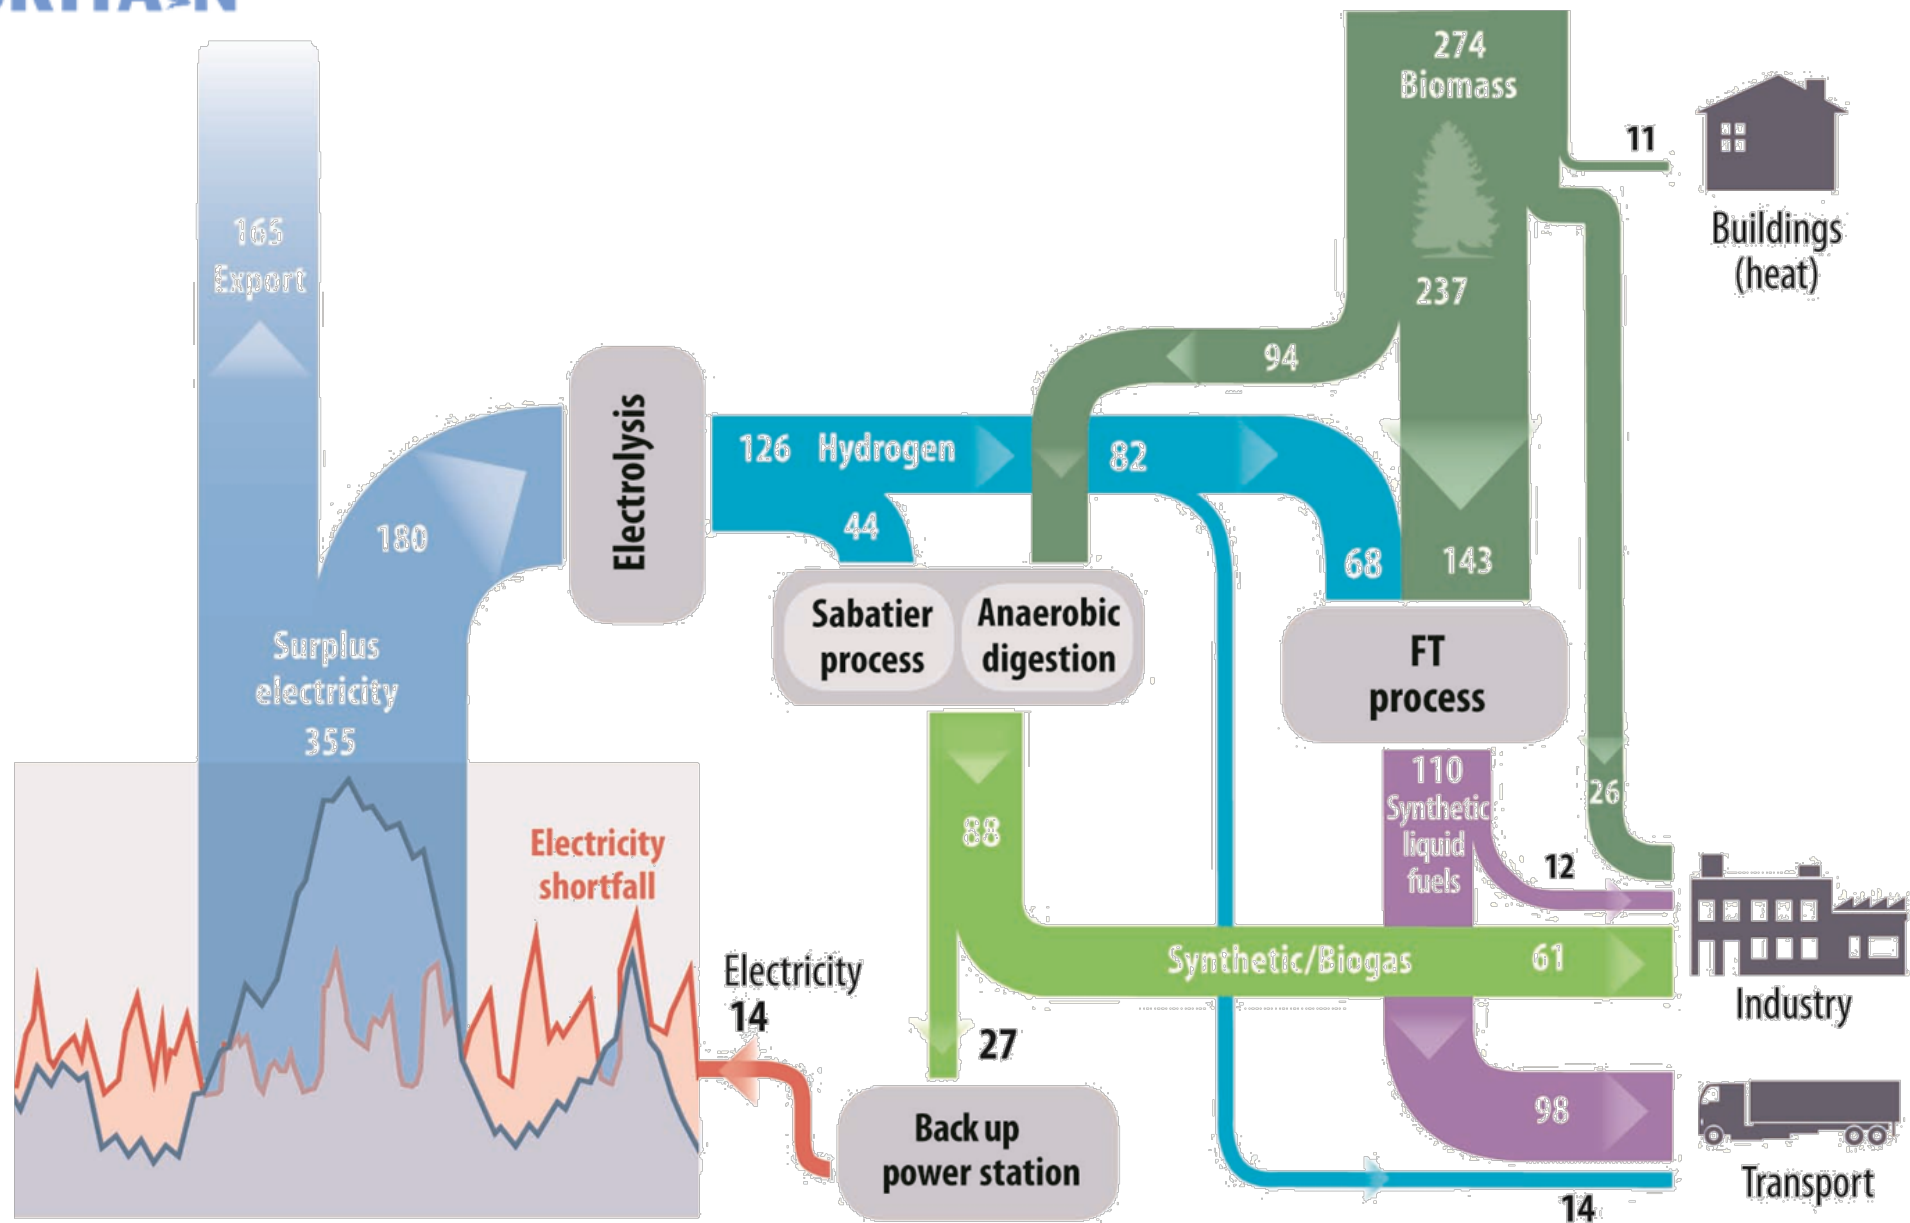 274
Biomass
11
Buildings
(heat)
165
Export
237
94
Electrolysis
126 Hydrogen
82
180
44
68
143
Sabatier
process
Anaerobic
digestion
FT
process
Surplus
electricity
355
110
Synthetic
liquid
fuels
26
88
12
Electricity
shortfall
Synthetic/Biogas
61
Industry
Electricity
14
27
98
Back up
power station
Transport
14